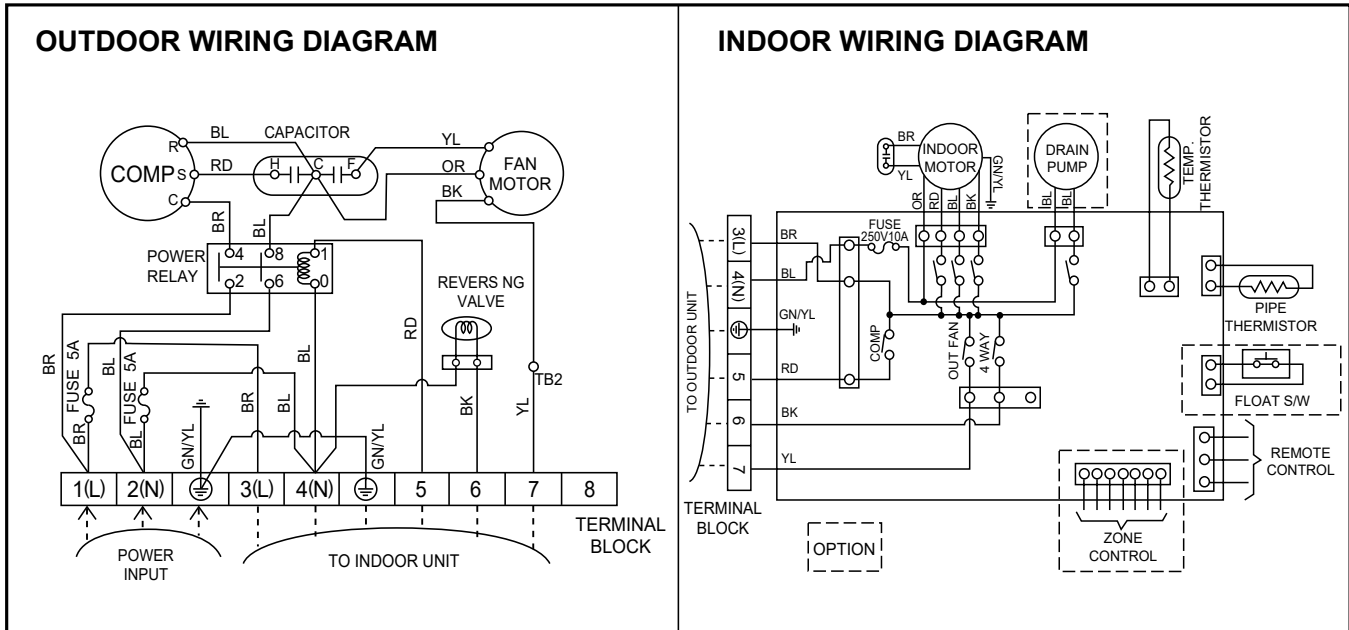 OUTDOOR WIRING DIAGRAM
BL
CAPACITOR
YL
R
COMP
S
RD
H
C
F
OR
FAN
MOTOR
BK
C
BR
BL
POWER
RELAY
4
8
1
2
6
0
REVERS NG
VALVE
BR
FUSE 5A
BL
FUSE 5A
BR
BL
BL
RD
BK
TB2
YL
BR
BL
GN/YL
GN/YL
1(L)
2(N)
3(L)
4(N)
5
6
7
8
TERMINAL
BLOCK
POWER
INPUT
TO INDOOR UNIT
INDOOR WIRING DIAGRAM
BR
YL
INDOOR
MOTOR
GN/YL
DRAIN
PUMP
TEMP.
THERMISTOR
OR
RD
BL
BK
BL
BL
FUSE
250V10A
TO OUTDOOR UNIT
3(L)
BR
4(N)
BL
GN/YL
5
RD
6
BK
7
YL
COMP
OUT FAN
4 WAY
PIPE
THERMISTOR
FLOAT S/W
REMOTE
CONTROL
TERMINAL
BLOCK
OPTION
ZONE
CONTROL